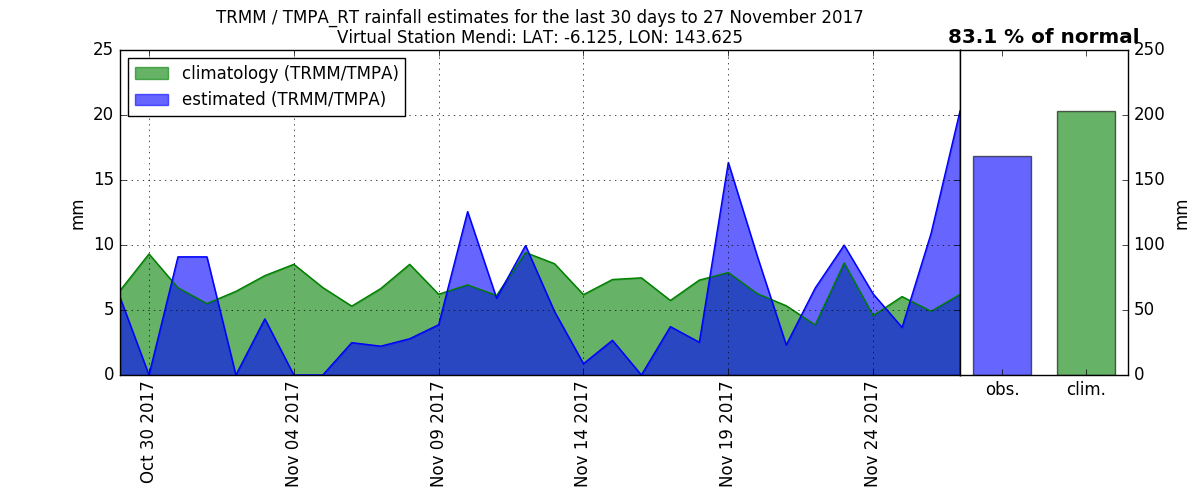 TRMM / TMPA_RT rainfall estimates for the last 30 days to 27 November 2017
Virtual Station Mendi: LAT: -6.125, LON: 143.625
83.1 % of normal
climatology (TRMM/TMPA)
estimated (TRMM/TMPA)
25
20
15
10
5
0
mm
250
200
150
100
50
0
mm
Oct 30 2017
Nov 04 2017
Nov 09 2017
Nov 14 2017
Nov 19 2017
Nov 24 2017
obs.
clim.